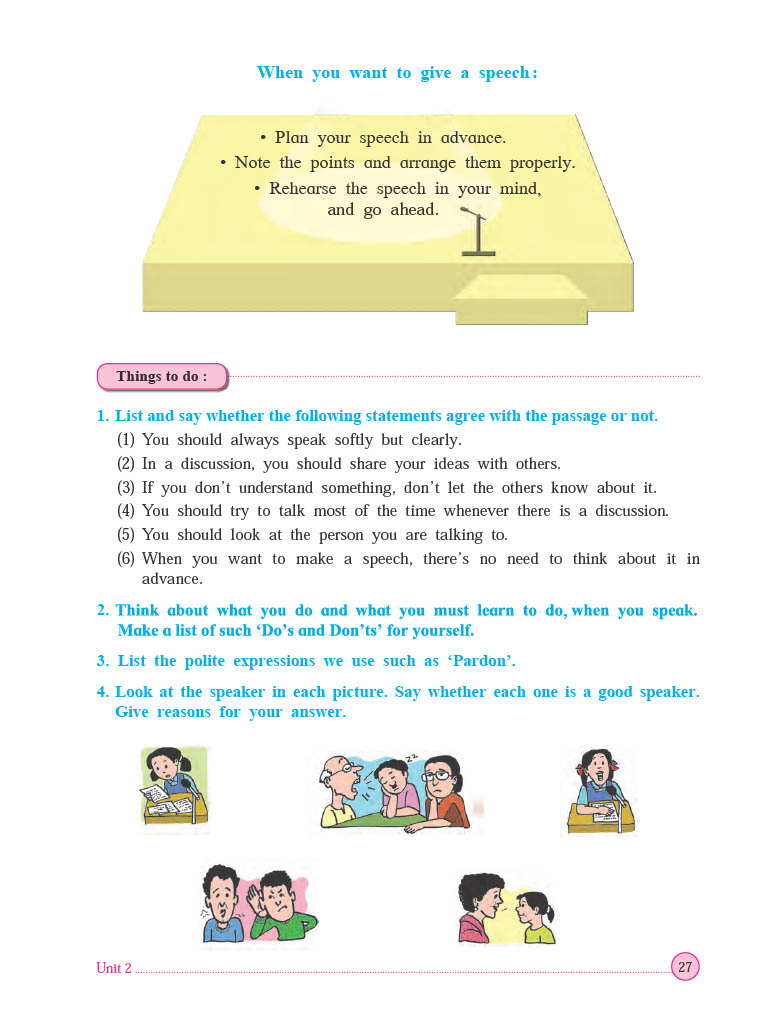 When you want to give a speech :
• Plan your speech in advance.
• Note the points and arrange them properly.
• Rehearse the speech in your mind,
and go ahead.
Things to do :
1. List and say whether the following statements agree with the passage or not.
(1) You should always speak softly but clearly.
(2) In a discussion, you should share your ideas with others.
(3) If you don’t understand something, don’t let the others know about it.
(4) You should try to talk most of the time whenever there is a discussion.
(5) You should look at the person you are talking to.
(6) When you want to make a speech, there’s no need to think about it in
advance.
2. Think about what you do and what you must learn to do, when you speak.
Make a list of such ‘Do’s and Don’ts’ for yourself.
3. List the polite expressions we use such as ‘Pardon’.
4. Look at the speaker in each picture. Say whether each one is a good speaker.
Give reasons for your answer.
zz
Unit 2
27